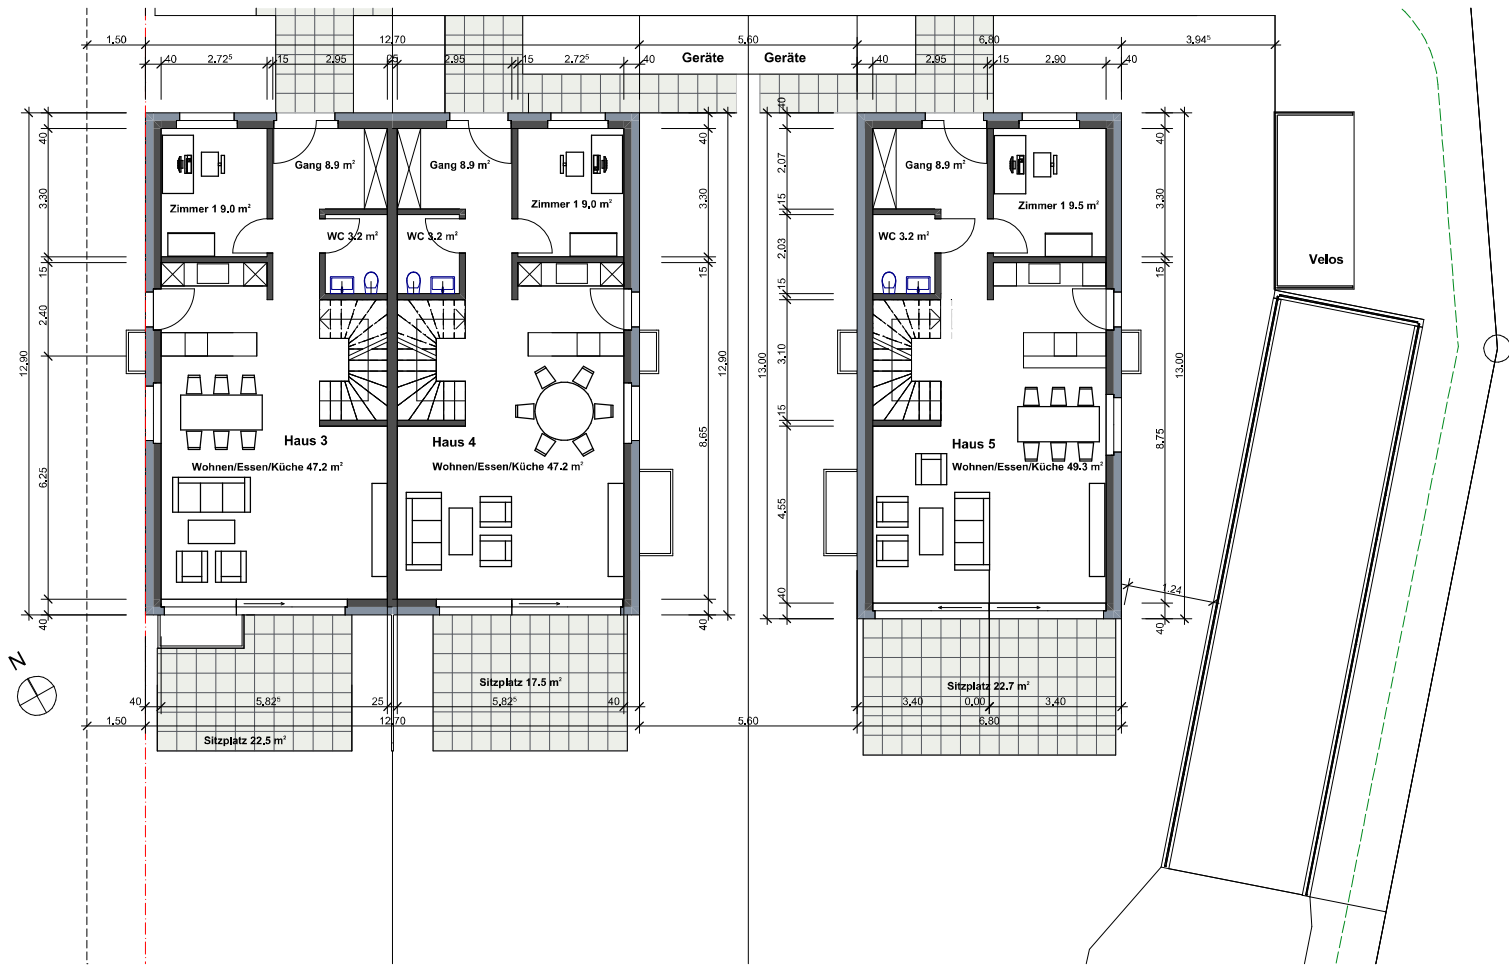 1,50 12,70 5,60 6,80 3,94⁵
40 2,72⁵ 15 2,95 25 2,95 15 2,72⁵ 40 Geräte Geräte 40 2,95 15 2,90 40
40 40 40 40
Gang 8.9 m² Gang 8.9 m² 2,07 Gang 8.9 m²
3,30 Zimmer 1 9.0 m² Zimmer 1 9.0 m² 3,30 15 Zimmer 1 9.5 m² 3,30
WC 3.2 m² WC 3.2 m² 2,03 WC 3.2 m²
Velos
15 15 15 15
2,40
12,90 12,90 13,00 3,10 13,00
15
Haus 3 Haus 4 8,65 Haus 5 8,75
Wohnen/Essen/Küche 47.2 m² Wohnen/Essen/Küche 47.2 m² Wohnen/Essen/Küche 49.3 m²
6,25 4,55
1,24
40 40 40 40
N
Sitzplatz 17.5 m² Sitzplatz 22.7 m²
40 5,82⁵ 25 5,82⁵ 40 3,40 0,00 3,40
1,50 12,70 5,60 6,80
Sitzplatz 22.5 m²